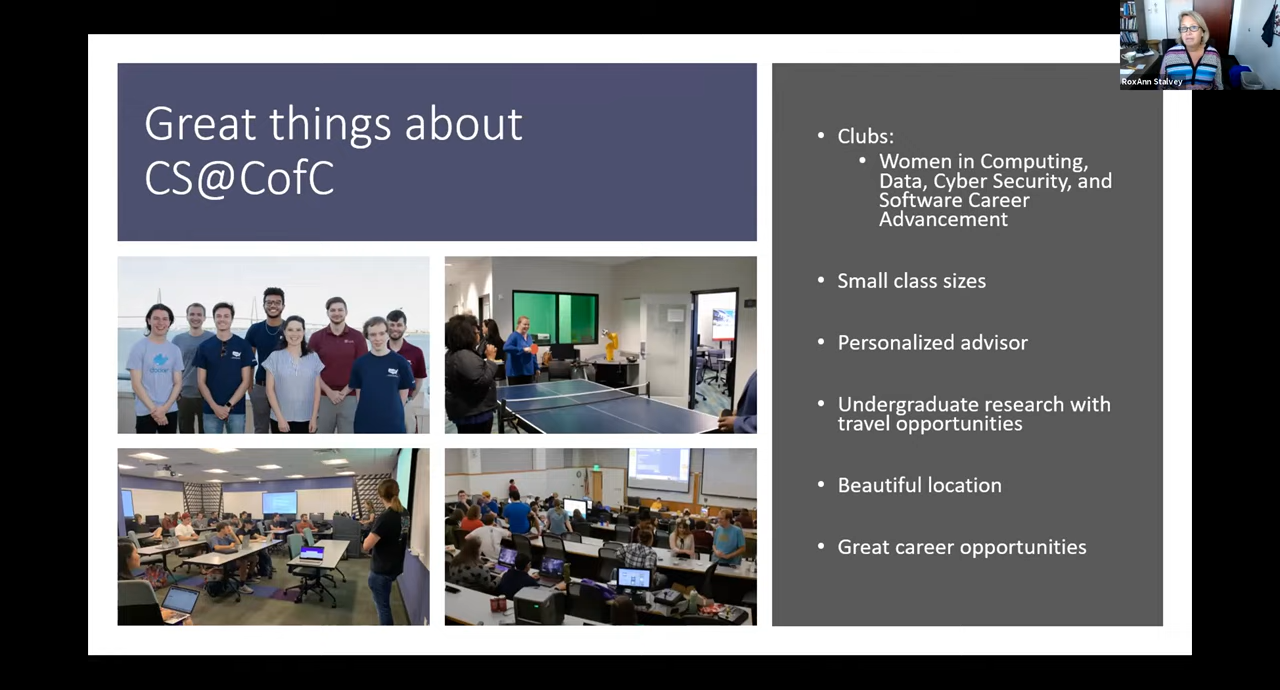 Great things about
CS@CofC
RoxAnn Stalvey
• Clubs:
• Women in Computing,
Data, Cyber Security, and
Software Career
Advancement
• Small class sizes
• Personalized advisor
• Undergraduate research with
travel opportunities
• Beautiful location
• Great career opportunities